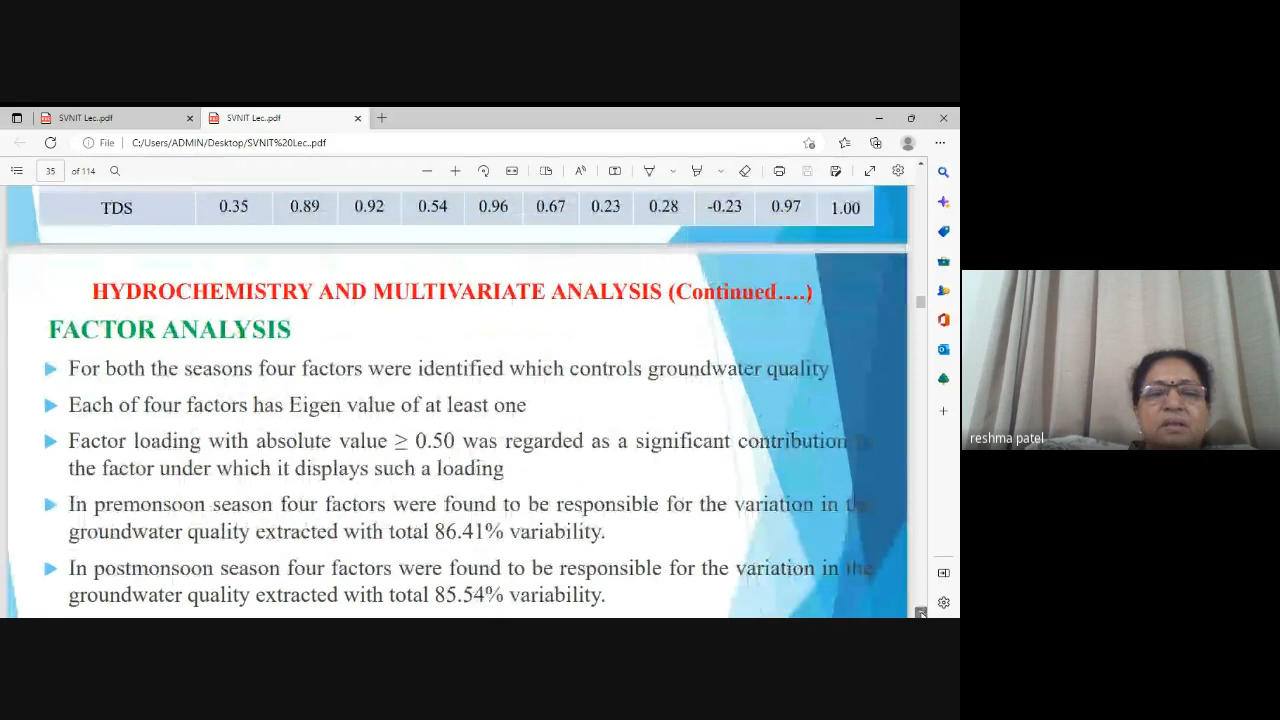 SVNIT Lec..pdf
SVNIT Lec..pdf
File
C:/Users/ADMIN/Desktop/SVNIT%20Lec..pdf
35 of 114
TDS 0.35 0.89 0.92 0.54 0.96 0.67 0.23 0.28 -0.23 0.97 1.00
HYDROCHEMISTRY AND MULTIVARIATE ANALYSIS (Continued....)
FACTOR ANALYSIS
For both the seasons four factors were identified which controls groundwater quality
Each of four factors has Eigen value of at least one
Factor loading with absolute value ≥ 0.50 was regarded as a significant contribution
the factor under which it displays such a loading
In premonsoon season four factors were found to be responsible for the variation in the
groundwater quality extracted with total 86.41% variability.
In postmonsoon season four factors were found to be responsible for the variation in the
groundwater quality extracted with total 85.54% variability.
reshma patel